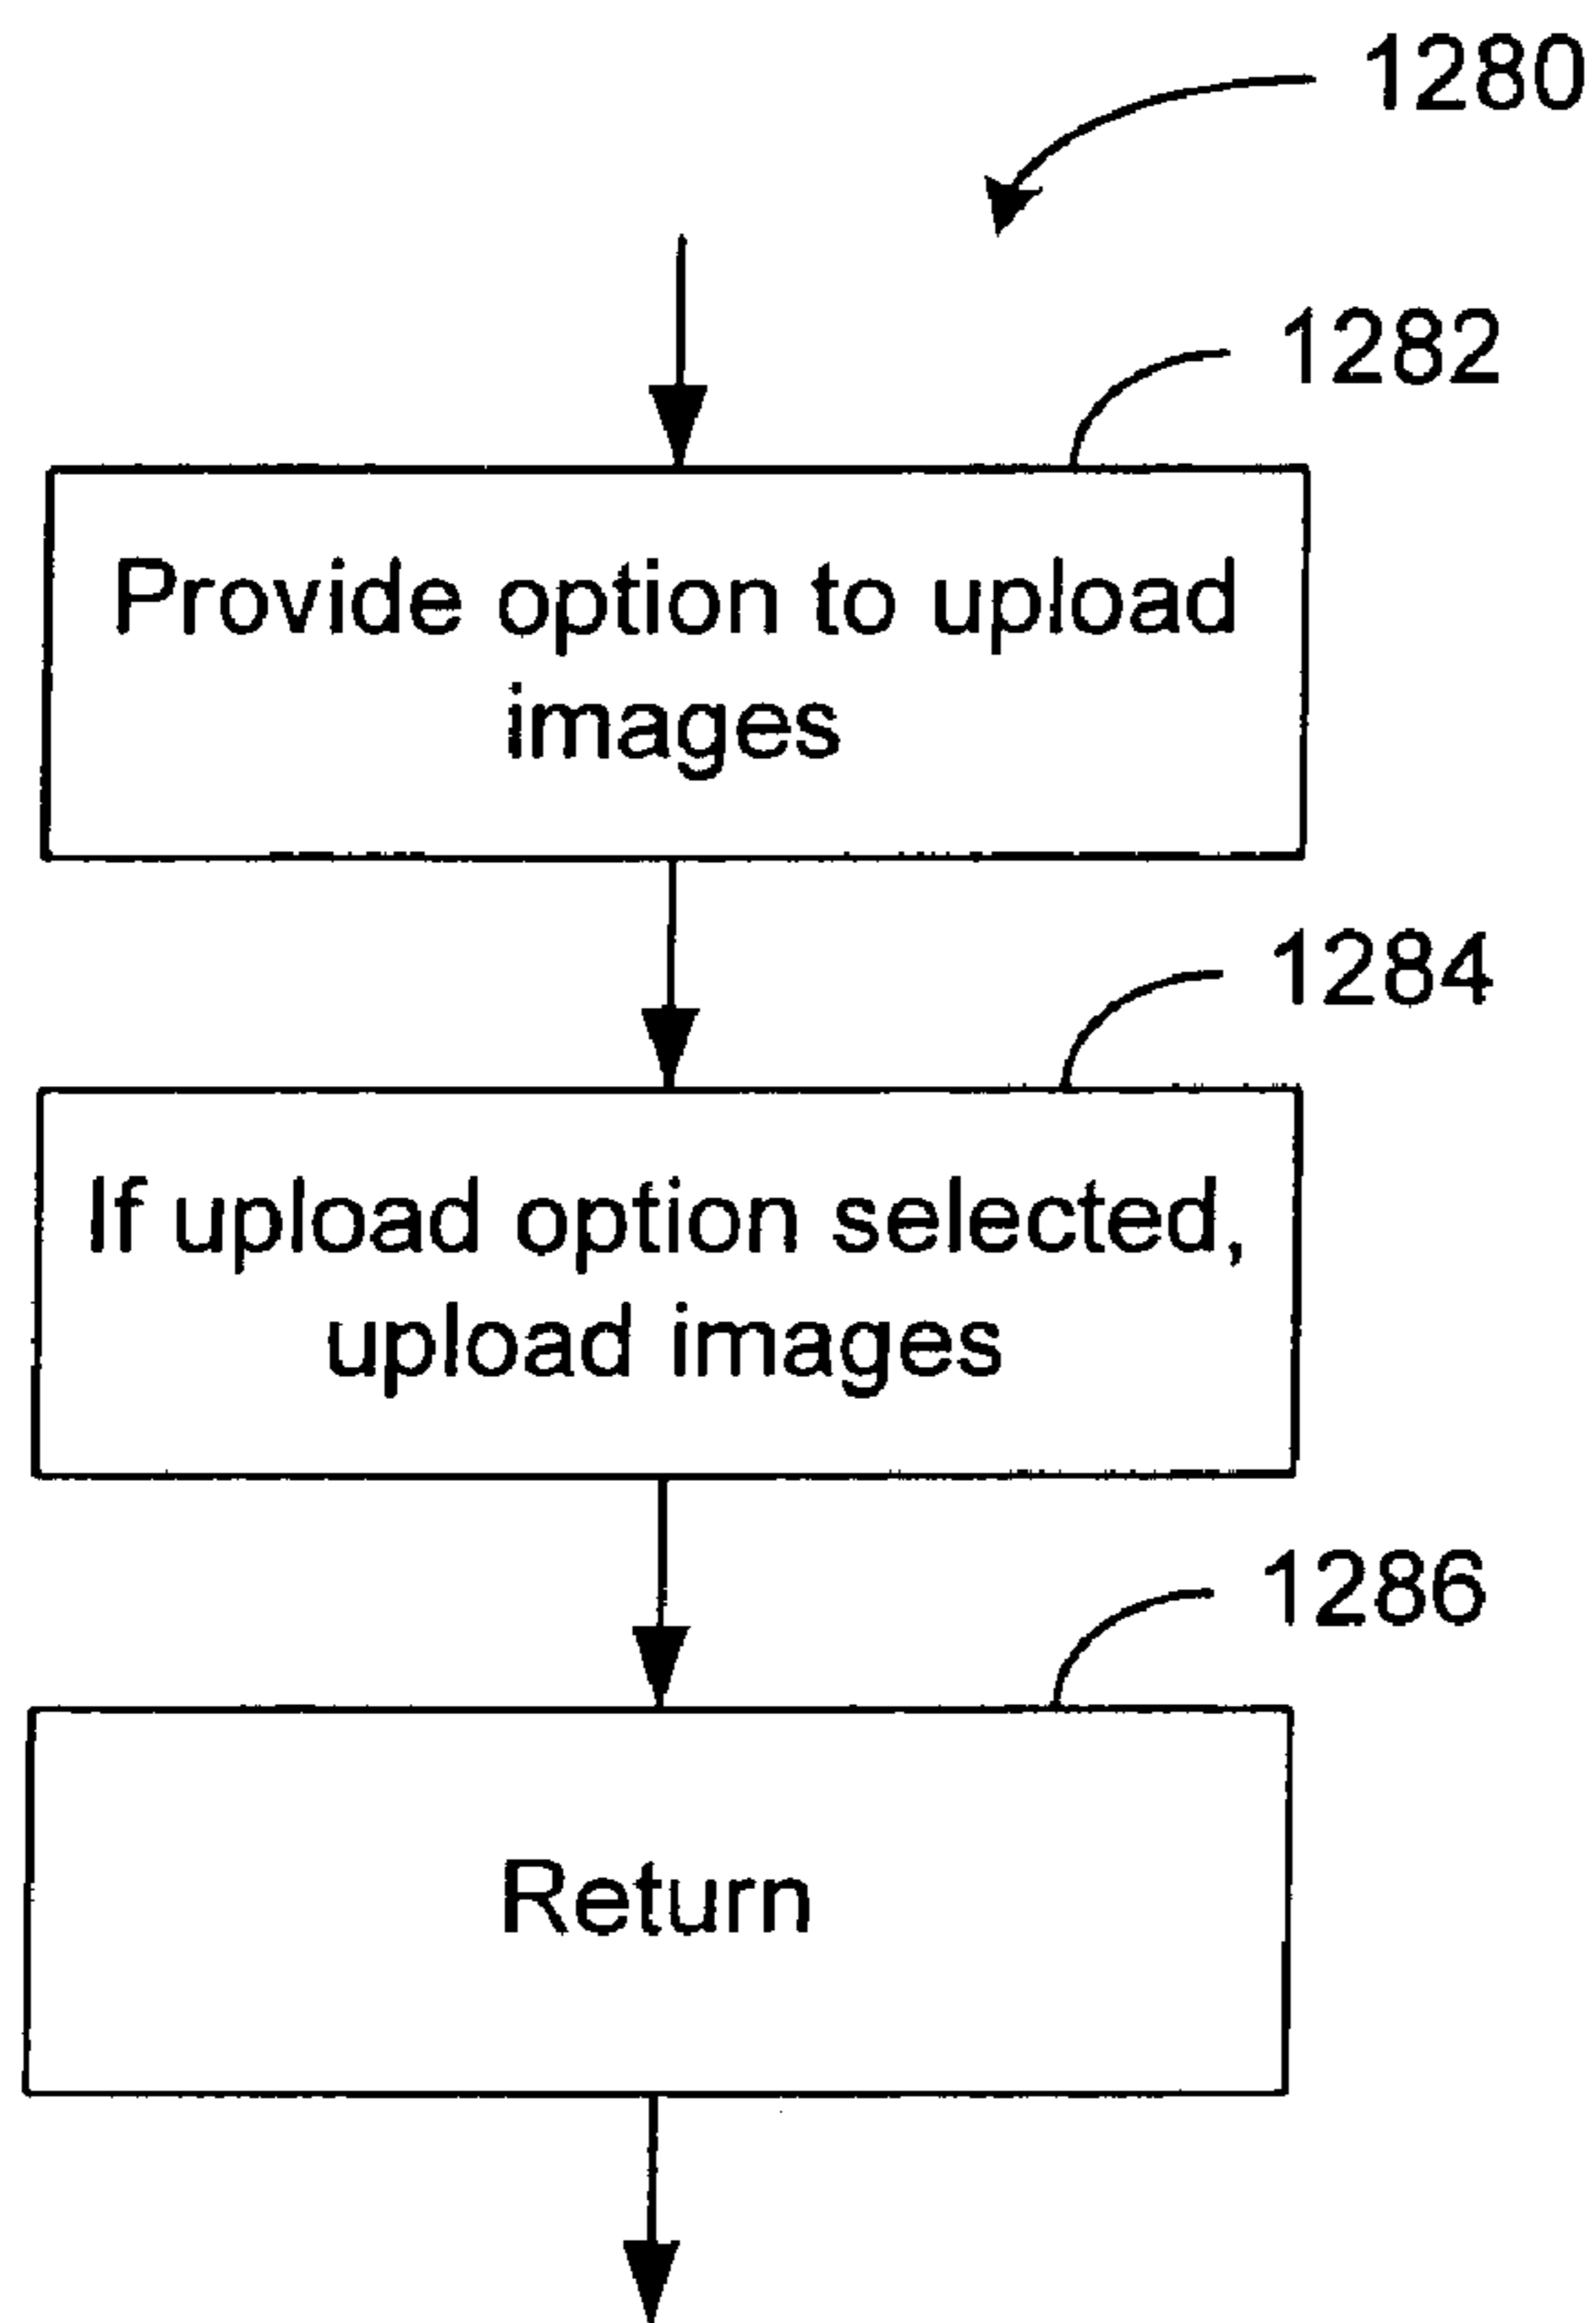 1280
1282
Provide option to upload
images
1284
If upload option selected,
upload images
1286
Return